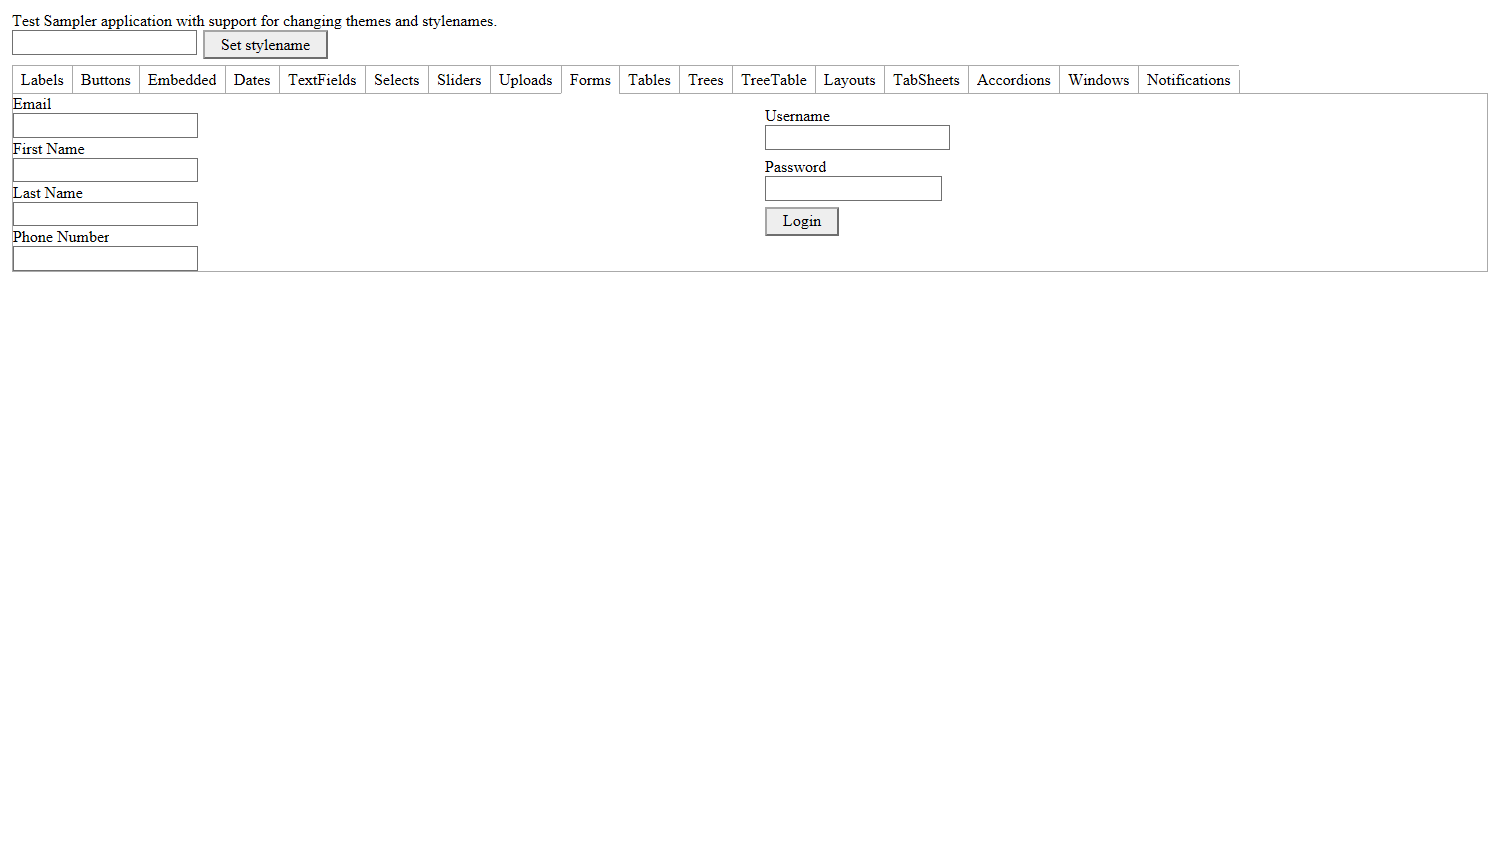 Test Sampler application with support for changing themes and stylenames.
Set stylename
Labels Buttons Embedded Dates TextFields Selects Sliders Uploads Forms Tables Trees TreeTable Layouts TabSheets Accordions Windows Notifications
Email
First Name
Last Name
Phone Number
Username
Password
Login